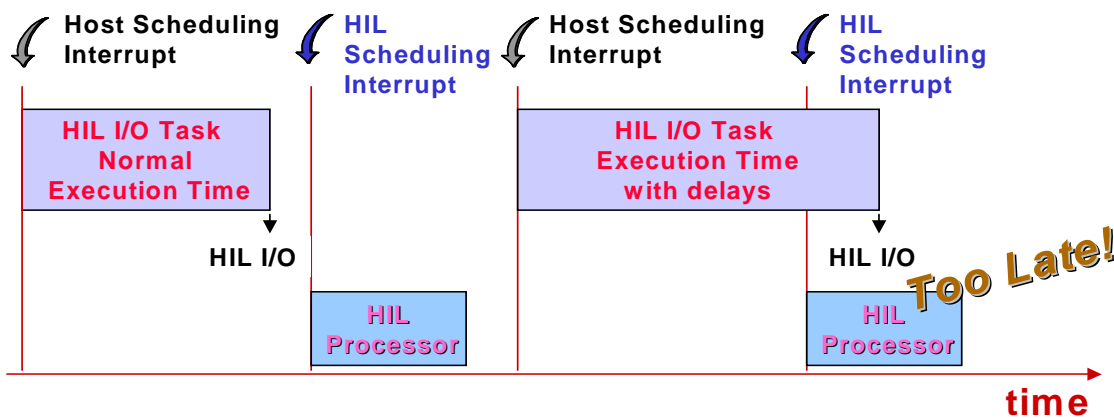 Host Scheduling
Interrupt
HIL
Scheduling
Interrupt
Host Scheduling
Interrupt
HIL
Scheduling
Interrupt
HIL I/O Task
Normal
Execution Time
HIL I/O Task
Execution Time
with delays
HIL I/O
HIL I/O
Too Late!
HIL
Processor
HIL
Processor
time